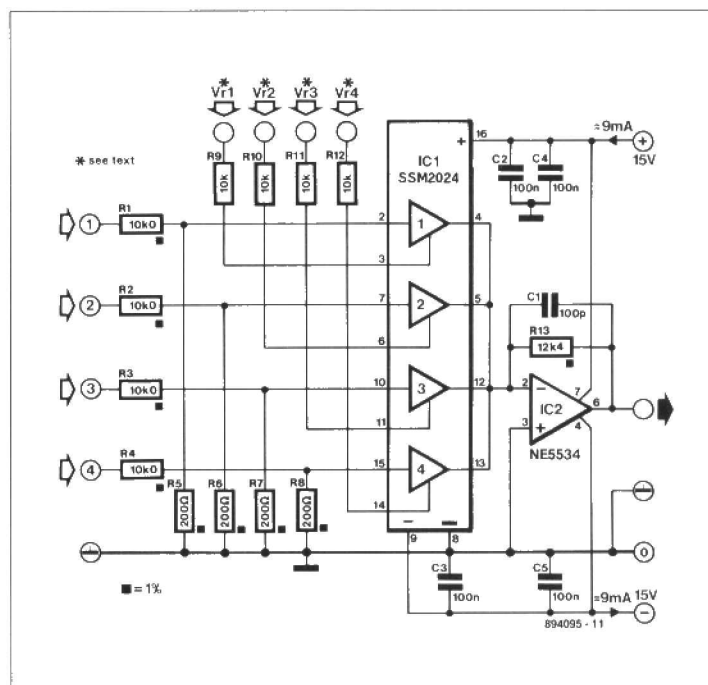 *
Vr1
*
Vr2
*
Vr3
*
Vr4
* see text
R9
10k
R10
10k
R11
10k
R12
10k
IC1
SSM2024
+
16
≈9mA
+
15V
C2
100n
C4
100n
1
R1
10k0
2
1
4
3
2
R2
10k0
7
2
5
6
C1
100p
R13
12k4
3
R3
10k0
10
3
12
11
2
−
7
IC2
6
+
3
4
NE5534
4
R4
10k0
15
4
13
14
R5
200Ω
R6
200Ω
R7
200Ω
R8
200Ω
−
9
8
0
■ = 1%
C3
100n
C5
100n
≈9mA
15V
−
894095 - 11